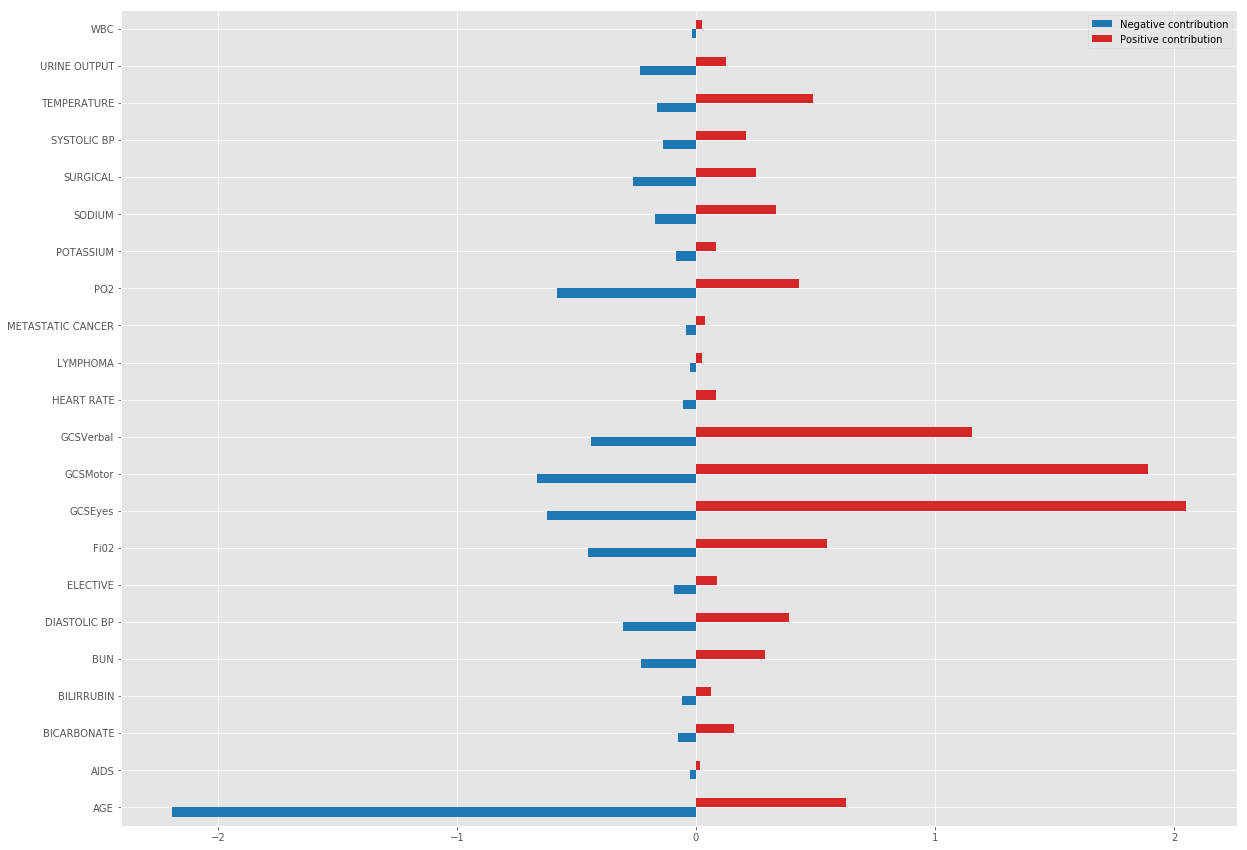 Negative contribution
Positive contribution
WBC
URINE OUTPUT
TEMPERATURE
SYSTOLIC BP
SURGICAL
SODIUM
POTASSIUM
PO2
METASTATIC CANCER
LYMPHOMA
HEART RATE
GCSVerbal
GCSMotor
GCSEyes
Fi02
ELECTIVE
DIASTOLIC BP
BUN
BILIRRUBIN
BICARBONATE
AIDS
AGE
−2 −1 0 1 2